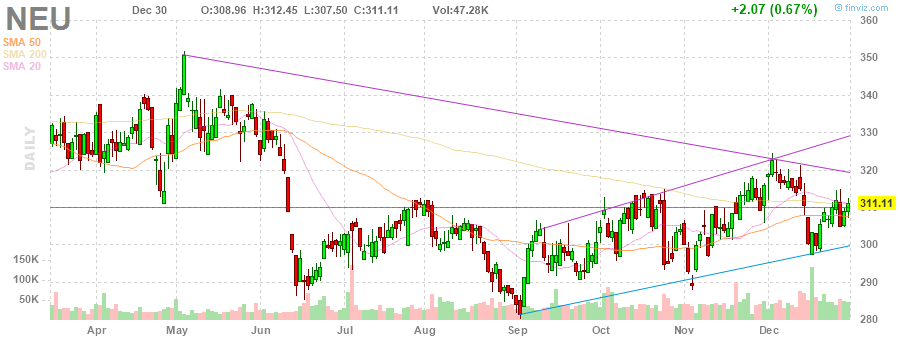 NEU Dec 30 O:308.96 H:312.45 L:307.50 C:311.11 Vol:47.28K +2.07 (0.67%) © finviz.com
SMA 50
SMA 200
SMA 20
DAILY
360
350
340
330
320
311.11
310
300
290
280
150K
100K
50K
Apr May Jun Jul Aug Sep Oct Nov Dec